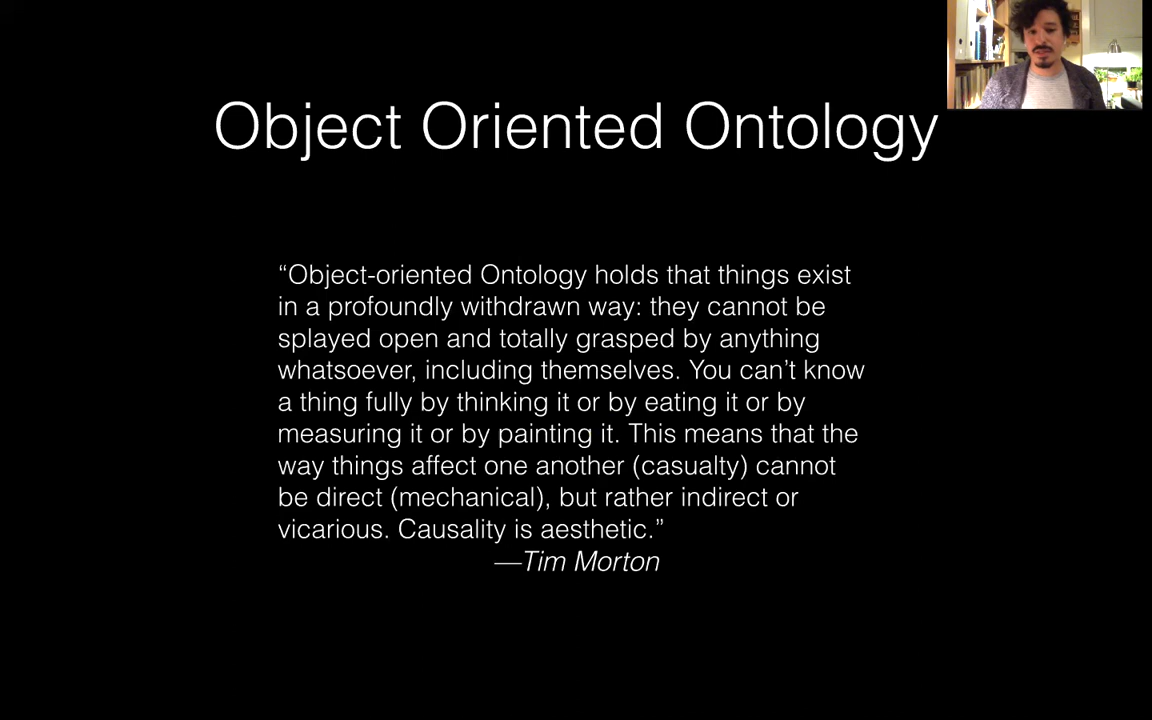 Object Oriented Ontology
“Object-oriented Ontology holds that things exist
in a profoundly withdrawn way: they cannot be
splayed open and totally grasped by anything
whatsoever, including themselves. You can’t know
a thing fully by thinking it or by eating it or by
measuring it or by painting it. This means that the
way things affect one another (casualty) cannot
be direct (mechanical), but rather indirect or
vicarious. Causality is aesthetic.”
—Tim Morton